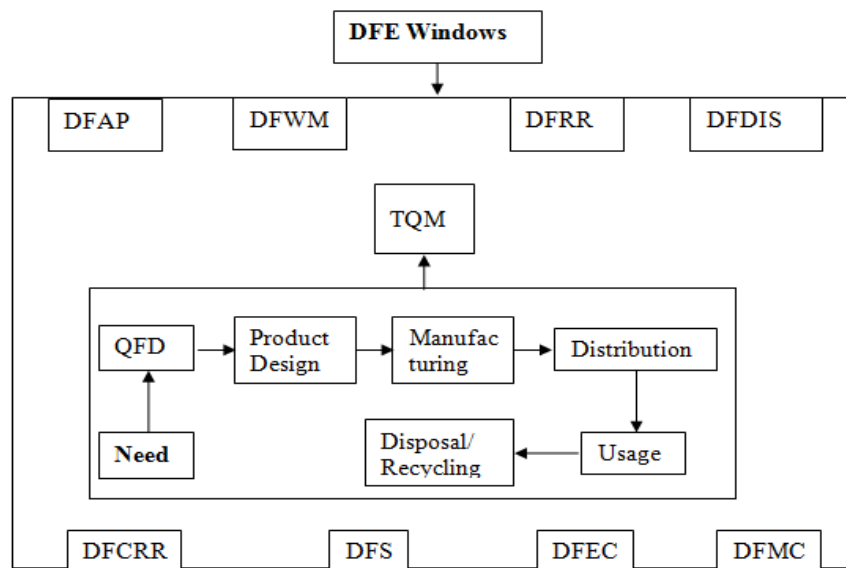 DFE Windows
DFAP
DFWM
DFRR
DFDIS
TQM
QFD
Product
Design
Manufac
turing
Distribution
Need
Disposal/
Recycling
Usage
DFCRR
DFS
DFEC
DFMC